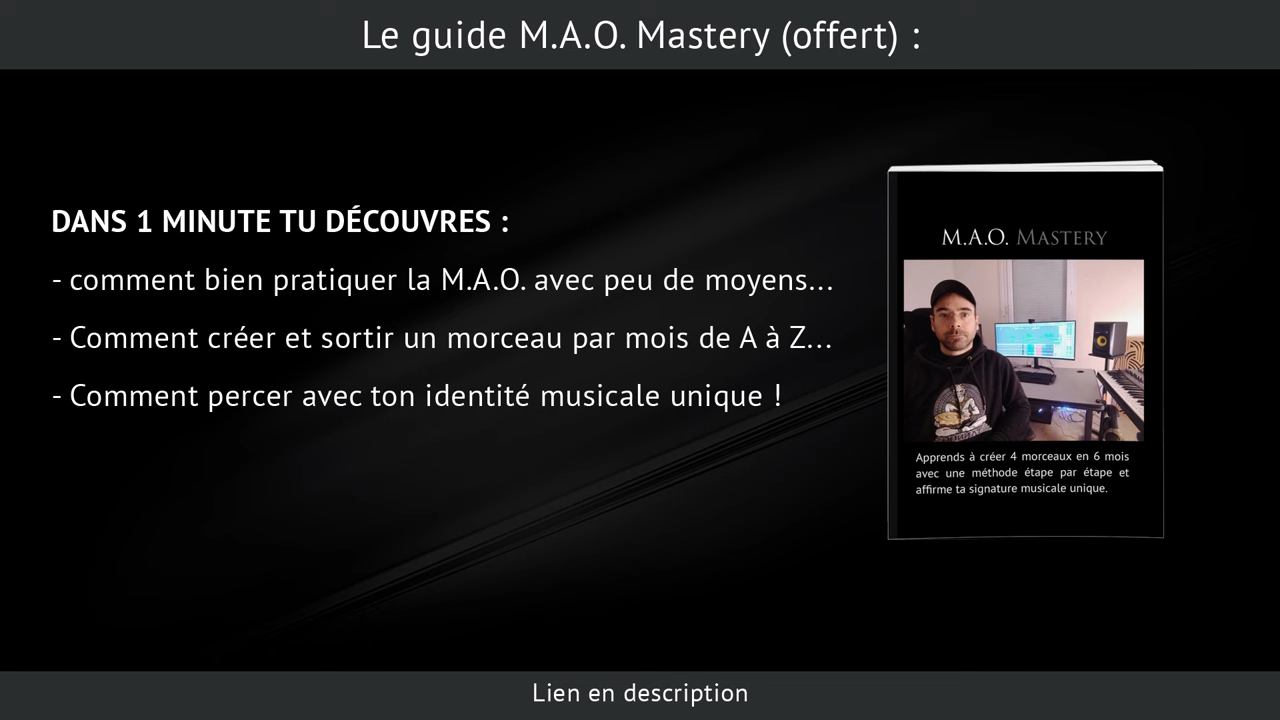 Le guide M.A.O. Mastery (offert) :
DANS 1 MINUTE TU DÉCOUVRES :
- comment bien pratiquer la M.A.O. avec peu de moyens...
- Comment créer et sortir un morceau par mois de A à Z...
- Comment percer avec ton identité musicale unique !
M.A.O. MASTERY
Apprends à créer 4 morceaux en 6 mois
avec une méthode étape par étape et
affirme ta signature musicale unique.
Lien en description